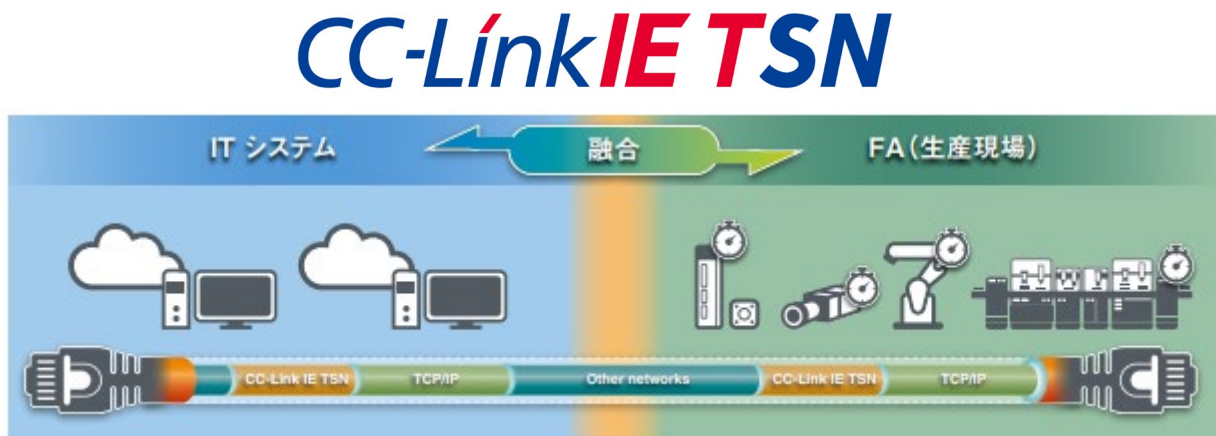 CC-Link IE TSN
IT システム
融合
FA(生産現場)
CC-Link IE TSN
TCP/IP
Other networks
CC-Link IE TSN
TCP/IP